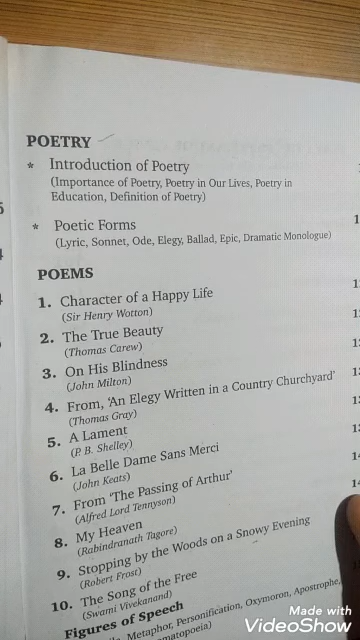 POETRY
* Introduction of Poetry
(Importance of Poetry, Poetry in Our Lives, Poetry in
Education, Definition of Poetry)
* Poetic Forms
(Lyric, Sonnet, Ode, Elegy, Ballad, Epic, Dramatic Monologue)
POEMS
1. Character of a Happy Life
(Sir Henry Wotton)
2. The True Beauty
(Thomas Carew)
3. On His Blindness
(John Milton)
4. From, 'An Elegy Written in a Country Churchyard'
(Thomas Gray)
5. A Lament
(P. B. Shelley)
6. La Belle Dame Sans Merci
(John Keats)
7. From 'The Passing of Arthur'
(Alfred Lord Tennyson)
8. My Heaven
(Rabindranath Tagore)
9. Stopping by the Woods on a Snowy Evening
(Robert Frost)
10. The Song of the Free
(Swami Vivekanand)
Figures of Speech
Metaphor, Personification, Oxymoron, Apostrophe,
Made with
VideoShow